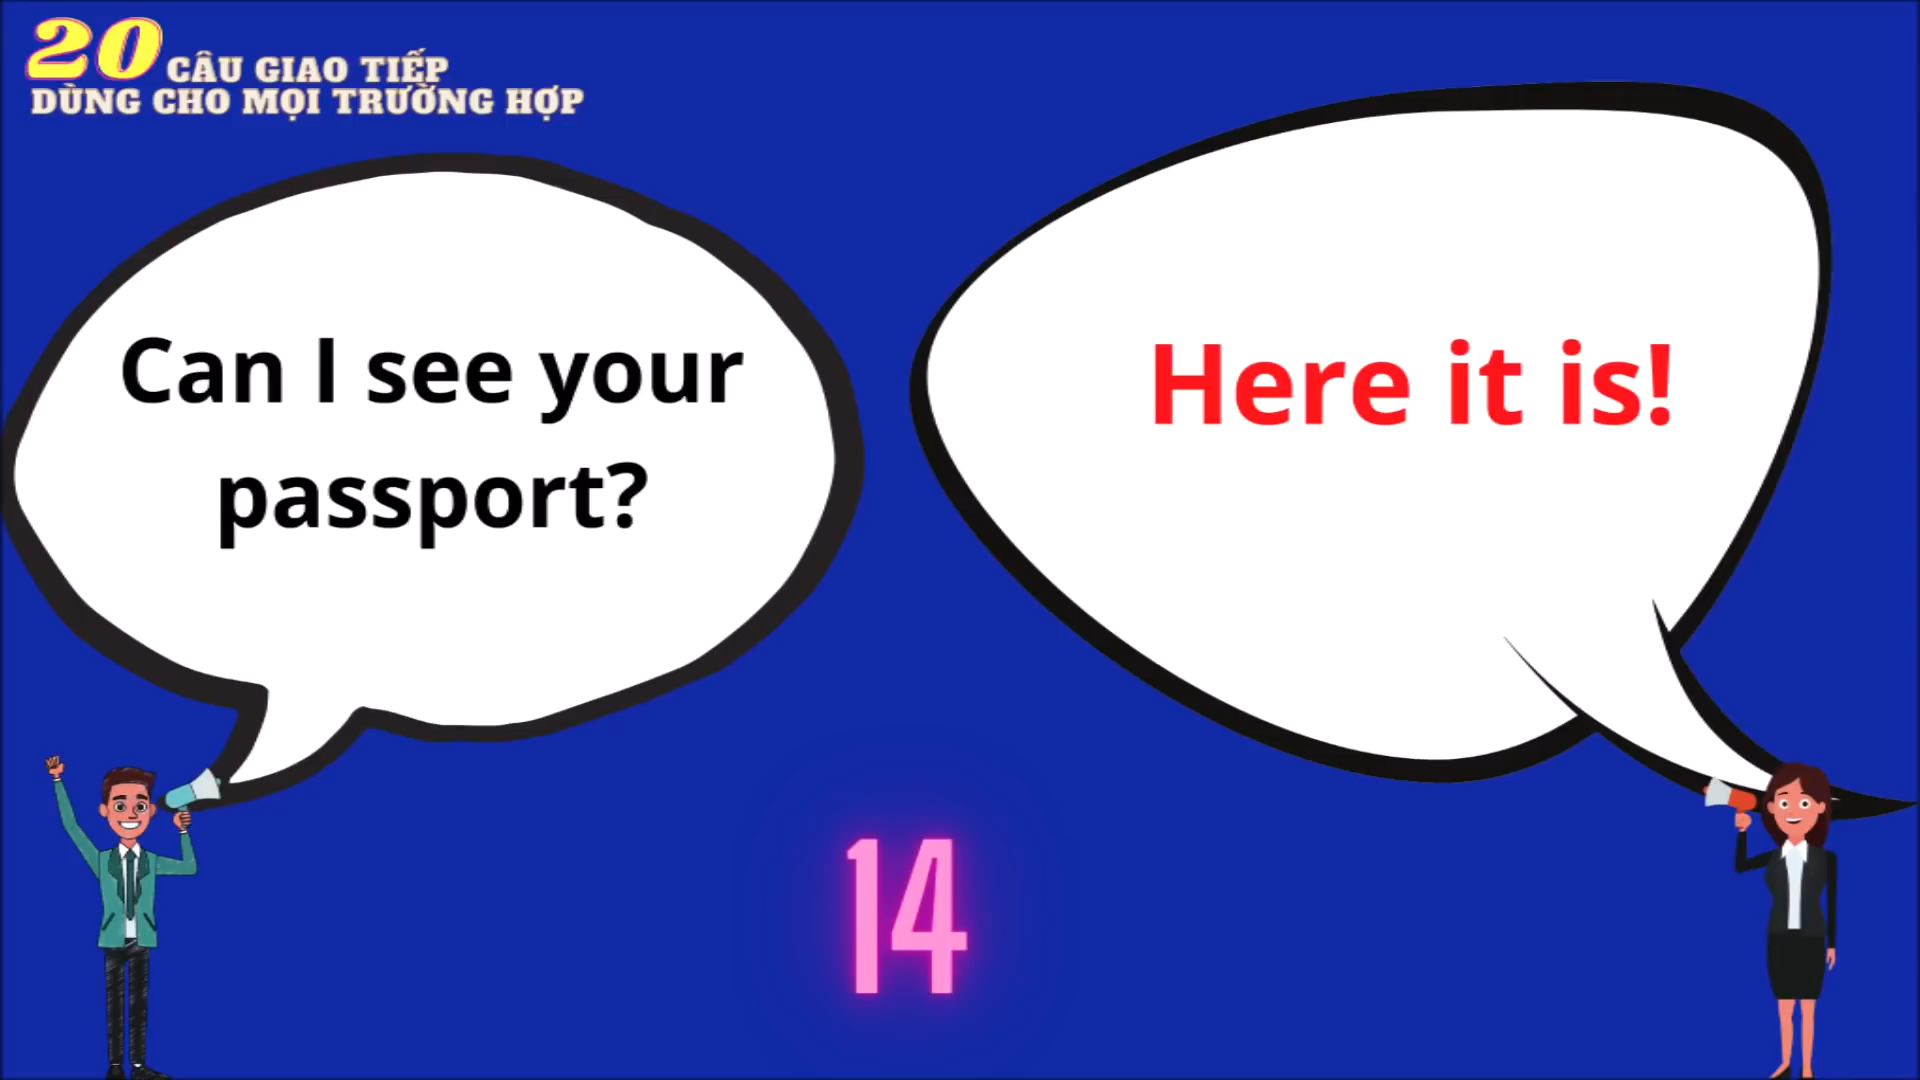 20 CÂU GIAO TIẾP
DÙNG CHO MỌI TRƯỜNG HỢP
Can I see your
passport?
Here it is!
14